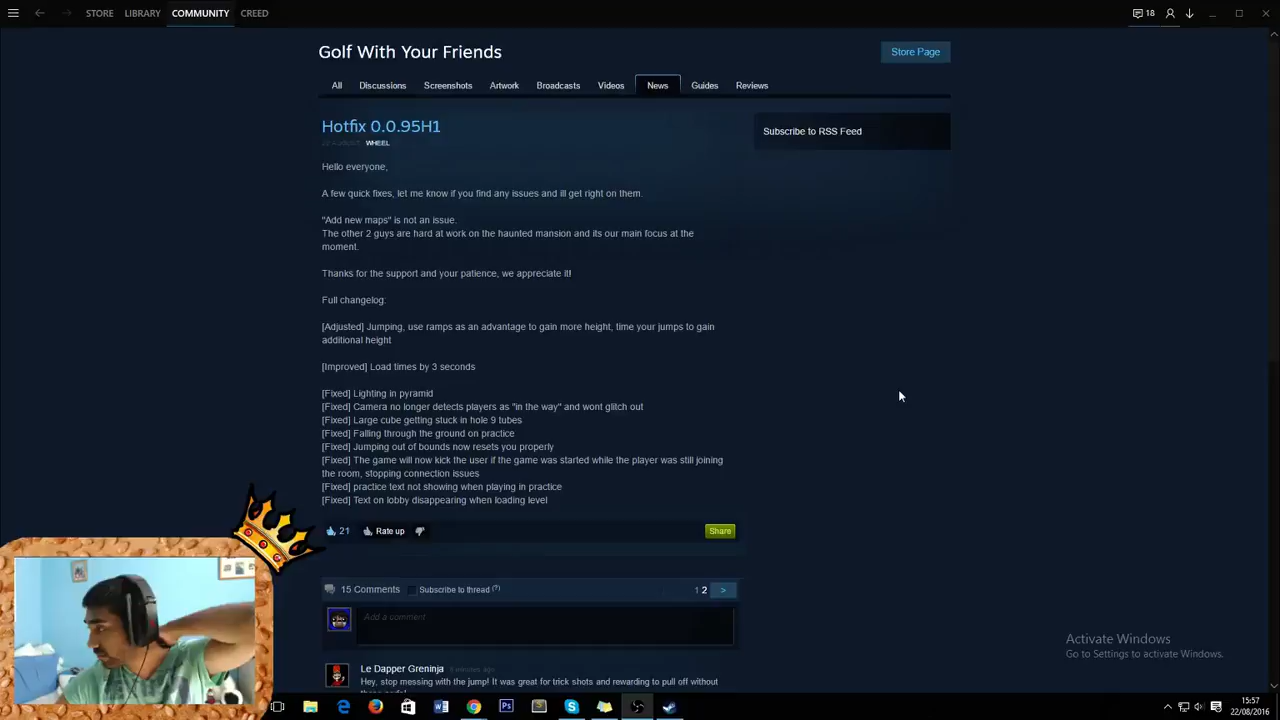 STORE LIBRARY COMMUNITY CREED 18
Golf With Your Friends
Store Page
All Discussions Screenshots Artwork Broadcasts Videos News Guides Reviews
Hotfix 0.0.95H1
Subscribe to RSS Feed
22 AUGUST WHEEL
Hello everyone,
A few quick fixes, let me know if you find any issues and ill get right on them.
"Add new maps" is not an issue.
The other 2 guys are hard at work on the haunted mansion and its our main focus at the
moment.
Thanks for the support and your patience, we appreciate it!
Full changelog:
[Adjusted] Jumping, use ramps as an advantage to gain more height, time your jumps to gain
additional height
[Improved] Load times by 3 seconds
[Fixed] Lighting in pyramid
[Fixed] Camera no longer detects players as "in the way" and wont glitch out
[Fixed] Large cube getting stuck in hole 9 tubes
[Fixed] Falling through the ground on practice
[Fixed] Jumping out of bounds now resets you properly
[Fixed] The game will now kick the user if the game was started while the player was still joining
the room, stopping connection issues
[Fixed] practice text not showing when playing in practice
[Fixed] Text on lobby disappearing when loading level
21 Rate up Share
15 Comments Subscribe to thread (?) 1 2 >
Add a comment
Activate Windows
Go to Settings to activate Windows.
Le Dapper Greninja minutes ago
Hey, stop messing with the jump! It was great for trick shots and rewarding to pull off without
15:57
22/08/2016